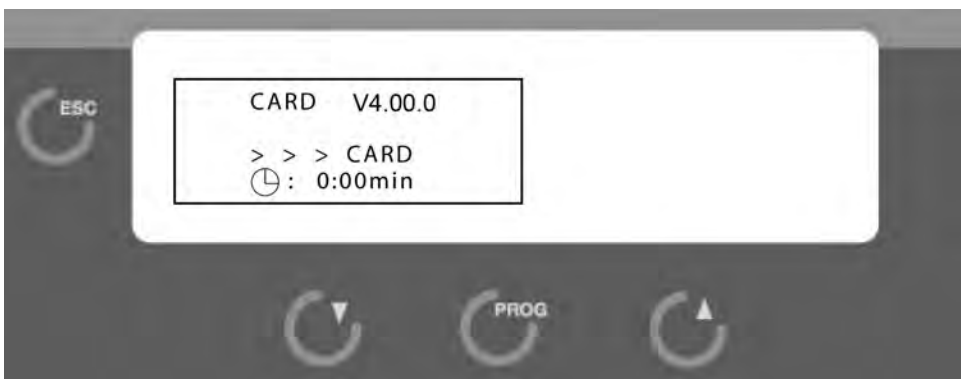 ESC
CARD V4.00.0
> > > CARD
: 0:00min
▼ PROG ▲